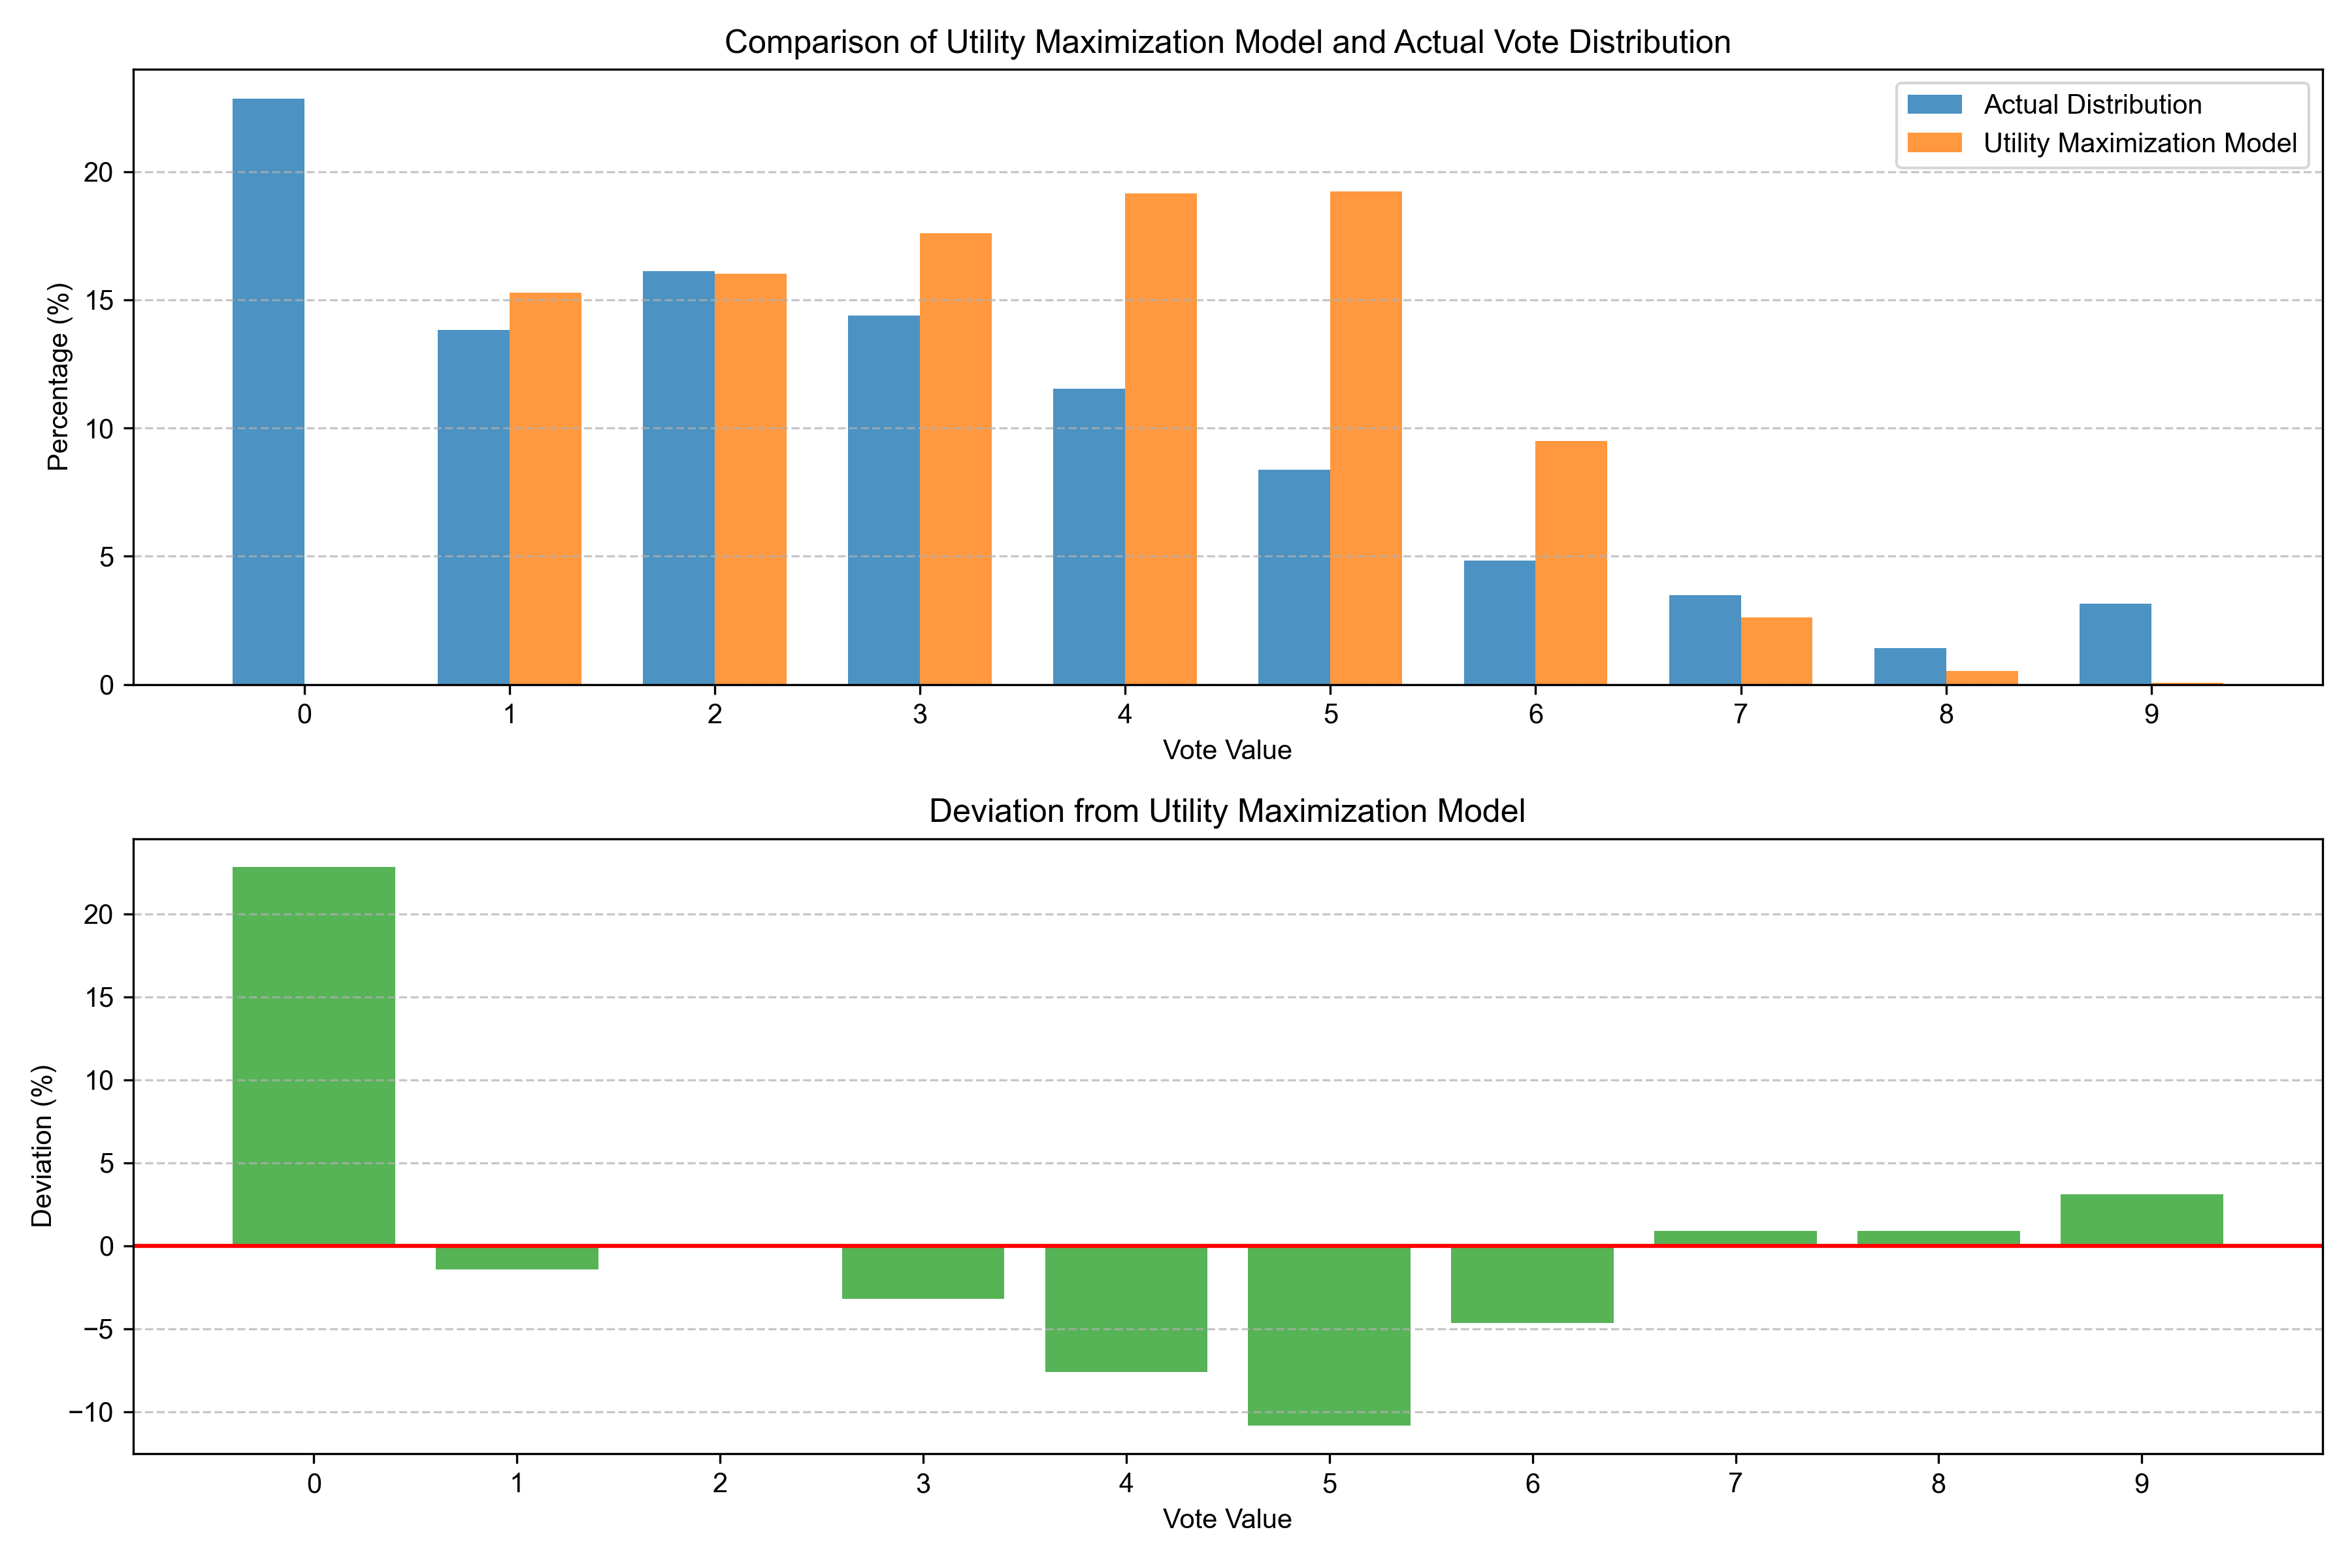 Comparison of Utility Maximization Model and Actual Vote Distribution
Actual Distribution
Utility Maximization Model
Percentage (%)
20
15
10
5
0
0 1 2 3 4 5 6 7 8 9
Vote Value
Deviation from Utility Maximization Model
Deviation (%)
20
15
10
5
0
−5
−10
0 1 2 3 4 5 6 7 8 9
Vote Value